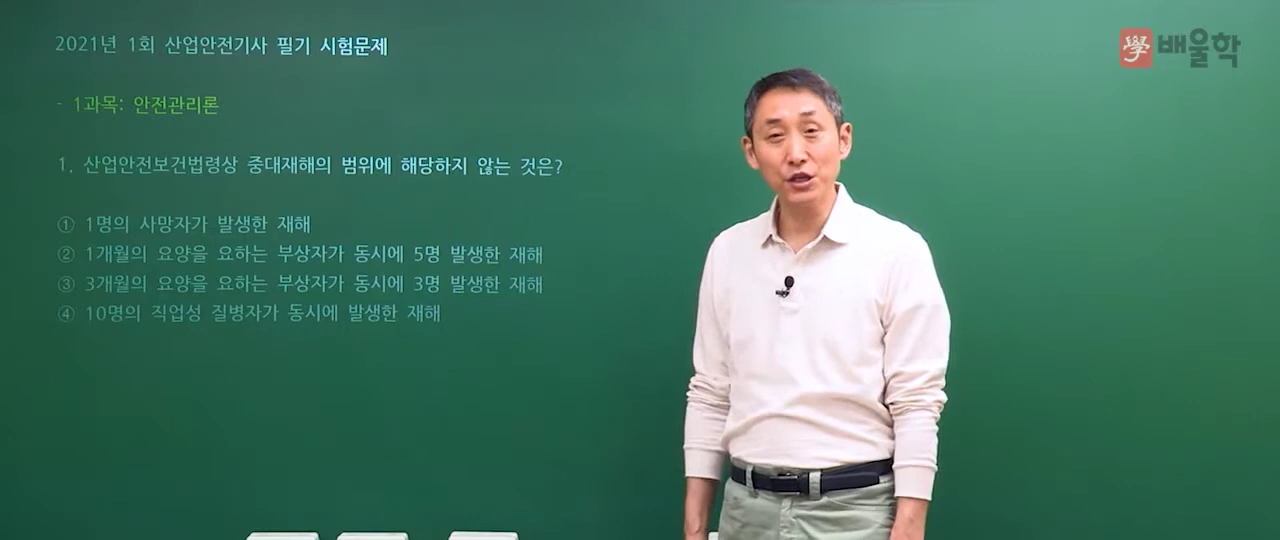 學배울학
2021년 1회 산업안전기사 필기 시험문제
- 1과목: 안전관리론
1. 산업안전보건법령상 중대재해의 범위에 해당하지 않는 것은?
① 1명의 사망자가 발생한 재해
② 1개월의 요양을 요하는 부상자가 동시에 5명 발생한 재해
③ 3개월의 요양을 요하는 부상자가 동시에 3명 발생한 재해
④ 10명의 직업성 질병자가 동시에 발생한 재해